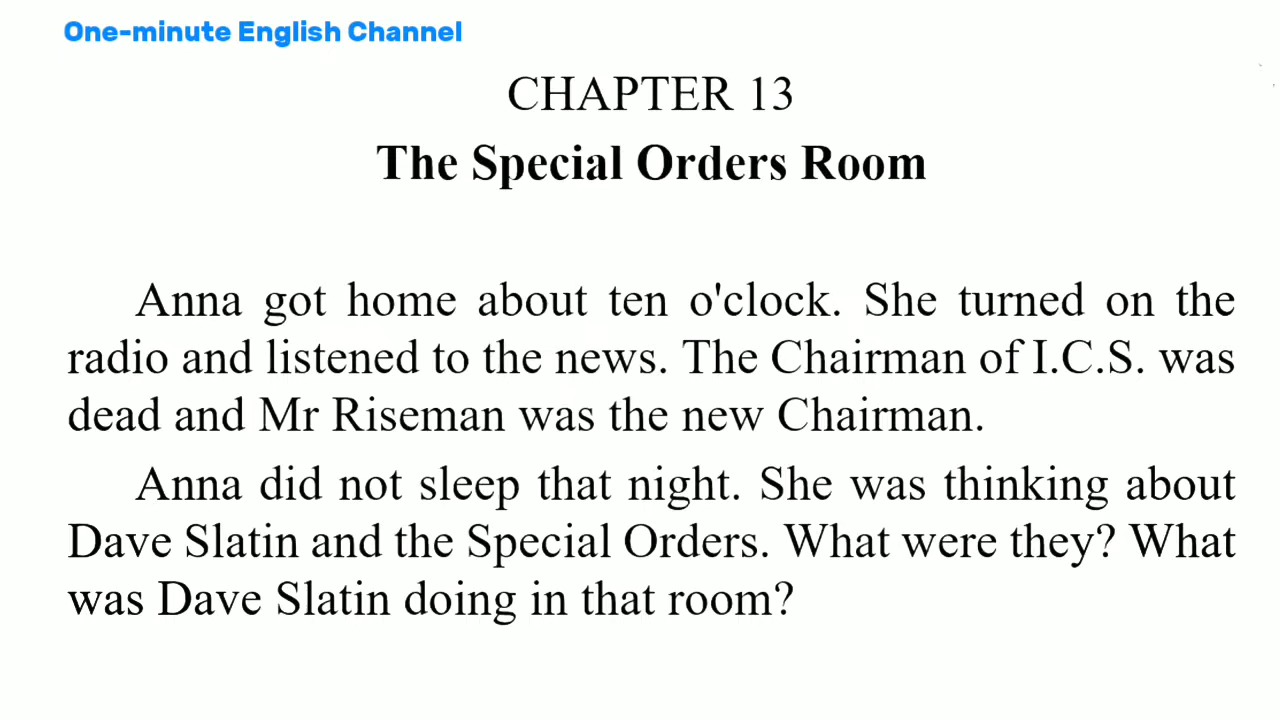 One-minute English Channel
CHAPTER 13
The Special Orders Room
Anna got home about ten o'clock. She turned on the
radio and listened to the news. The Chairman of I.C.S. was
dead and Mr Riseman was the new Chairman.
Anna did not sleep that night. She was thinking about
Dave Slatin and the Special Orders. What were they? What
was Dave Slatin doing in that room?